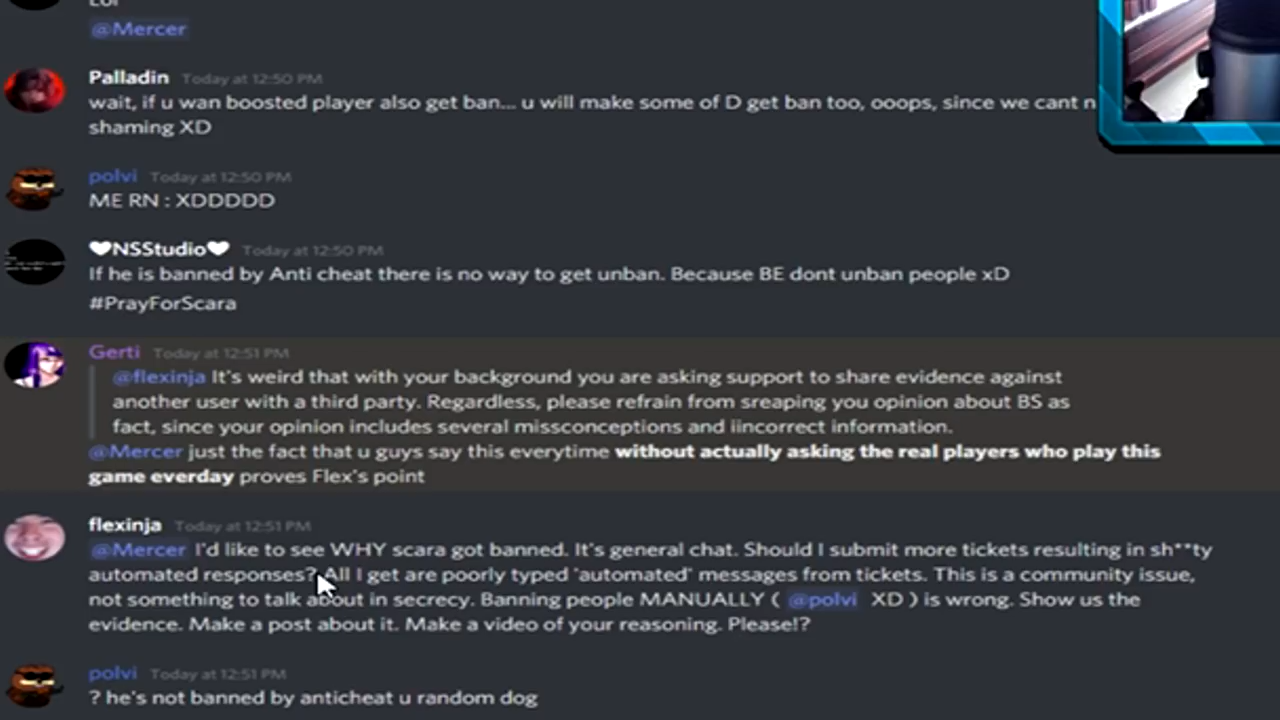 Lol
@Mercer
Palladin Today at 12:50 PM
wait, if u wan boosted player also get ban... u will make some of D get ban too, ooops, since we cant n
shaming XD
polvi Today at 12:50 PM
ME RN : XDDDDD
♥NSStudio♥ Today at 12:50 PM
If he is banned by Anti cheat there is no way to get unban. Because BE dont unban people xD
#PrayForScara
Gerti Today at 12:51 PM
@flexinja It's weird that with your background you are asking support to share evidence against
another user with a third party. Regardless, please refrain from sreaping you opinion about BS as
fact, since your opinion includes several missconceptions and iincorrect information.
@Mercer just the fact that u guys say this everytime without actually asking the real players who play this
game everday proves Flex's point
flexinja Today at 12:51 PM
@Mercer I'd like to see WHY scara got banned. It's general chat. Should I submit more tickets resulting in sh**ty
automated responses? All I get are poorly typed 'automated' messages from tickets. This is a community issue,
not something to talk about in secrecy. Banning people MANUALLY ( @polvi XD ) is wrong. Show us the
evidence. Make a post about it. Make a video of your reasoning. Please!?
polvi Today at 12:51 PM
? he's not banned by anticheat u random dog